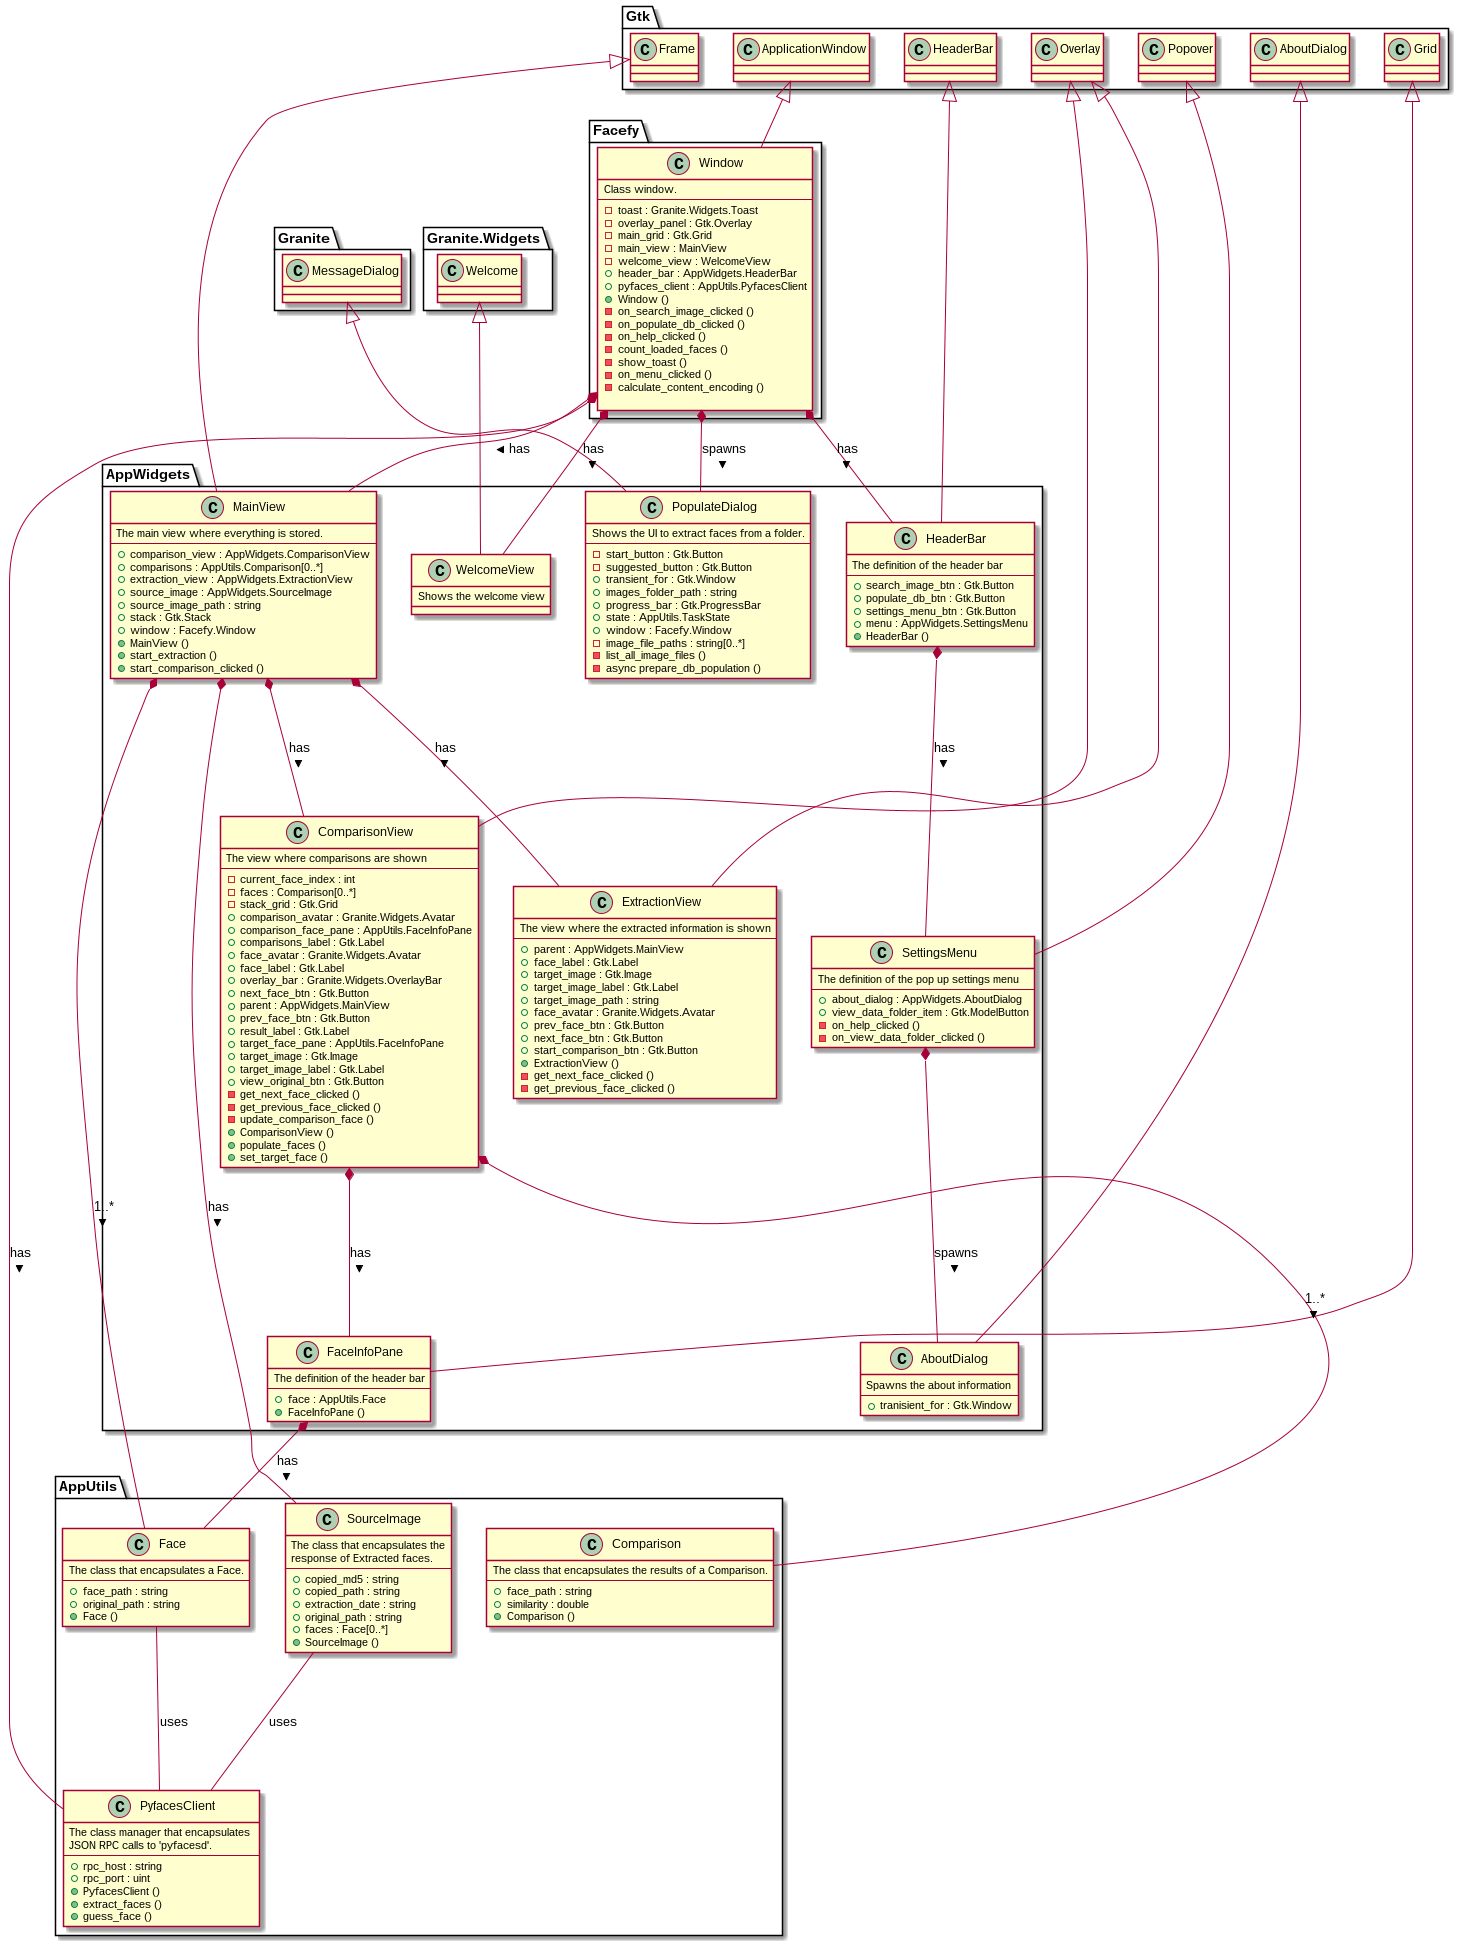 Gtk
C Frame
C ApplicationWindow
C HeaderBar
C Overlay
C Popover
C AboutDialog
C Grid
Facefy
C Window
Class window.
toast : Granite.Widgets.Toast
overlay_panel : Gtk.Overlay
main_grid : Gtk.Grid
main_view : MainView
welcome_view : WelcomeView
header_bar : AppWidgets.HeaderBar
pyfaces_client : AppUtils.PyfacesClient
Window ()
on_search_image_clicked ()
on_populate_db_clicked ()
on_help_clicked ()
count_loaded_faces ()
show_toast ()
on_menu_clicked ()
calculate_content_encoding ()
Granite
C MessageDialog
Granite.Widgets
C Welcome
has
has
spawns
has
AppWidgets
C MainView
The main view where everything is stored.
comparison_view : AppWidgets.ComparisonView
comparisons : AppUtils.Comparison[0..*]
extraction_view : AppWidgets.ExtractionView
source_image : AppWidgets.SourceImage
source_image_path : string
stack : Gtk.Stack
window : Facefy.Window
MainView ()
start_extraction ()
start_comparison_clicked ()
C WelcomeView
Shows the welcome view
C PopulateDialog
Shows the UI to extract faces from a folder.
start_button : Gtk.Button
suggested_button : Gtk.Button
transient_for : Gtk.Window
images_folder_path : string
progress_bar : Gtk.ProgressBar
state : AppUtils.TaskState
window : Facefy.Window
image_file_paths : string[0..*]
list_all_image_files ()
async prepare_db_population ()
C HeaderBar
The definition of the header bar
search_image_btn : Gtk.Button
populate_db_btn : Gtk.Button
settings_menu_btn : Gtk.Button
menu : AppWidgets.SettingsMenu
HeaderBar ()
has
has
has
C ComparisonView
The view where comparisons are shown
current_face_index : int
faces : Comparison[0..*]
stack_grid : Gtk.Grid
comparison_avatar : Granite.Widgets.Avatar
comparison_face_pane : AppUtils.FaceInfoPane
comparisons_label : Gtk.Label
face_avatar : Granite.Widgets.Avatar
face_label : Gtk.Label
overlay_bar : Granite.Widgets.OverlayBar
next_face_btn : Gtk.Button
parent : AppWidgets.MainView
prev_face_btn : Gtk.Button
result_label : Gtk.Label
target_face_pane : AppUtils.FaceInfoPane
target_image : Gtk.Image
target_image_label : Gtk.Label
view_original_btn : Gtk.Button
get_next_face_clicked ()
get_previous_face_clicked ()
update_comparison_face ()
ComparisonView ()
populate_faces ()
set_target_face ()
C ExtractionView
The view where the extracted information is shown
parent : AppWidgets.MainView
face_label : Gtk.Label
target_image : Gtk.Image
target_image_label : Gtk.Label
target_image_path : string
face_avatar : Granite.Widgets.Avatar
prev_face_btn : Gtk.Button
next_face_btn : Gtk.Button
start_comparison_btn : Gtk.Button
ExtractionView ()
get_next_face_clicked ()
get_previous_face_clicked ()
C SettingsMenu
The definition of the pop up settings menu
about_dialog : AppWidgets.AboutDialog
view_data_folder_item : Gtk.ModelButton
on_help_clicked ()
on_view_data_folder_clicked ()
1..*
has
has
has
spawns
1..*
C FaceInfoPane
The definition of the header bar
face : AppUtils.Face
FaceInfoPane ()
C AboutDialog
Spawns the about information
tranisient_for : Gtk.Window
has
AppUtils
C Face
The class that encapsulates a Face.
face_path : string
original_path : string
Face ()
C SourceImage
The class that encapsulates the
response of Extracted faces.
copied_md5 : string
copied_path : string
extraction_date : string
original_path : string
faces : Face[0..*]
SourceImage ()
C Comparison
The class that encapsulates the results of a Comparison.
face_path : string
similarity : double
Comparison ()
uses
uses
C PyfacesClient
The class manager that encapsulates
JSON RPC calls to 'pyfacesd'.
rpc_host : string
rpc_port : uint
PyfacesClient ()
extract_faces ()
guess_face ()